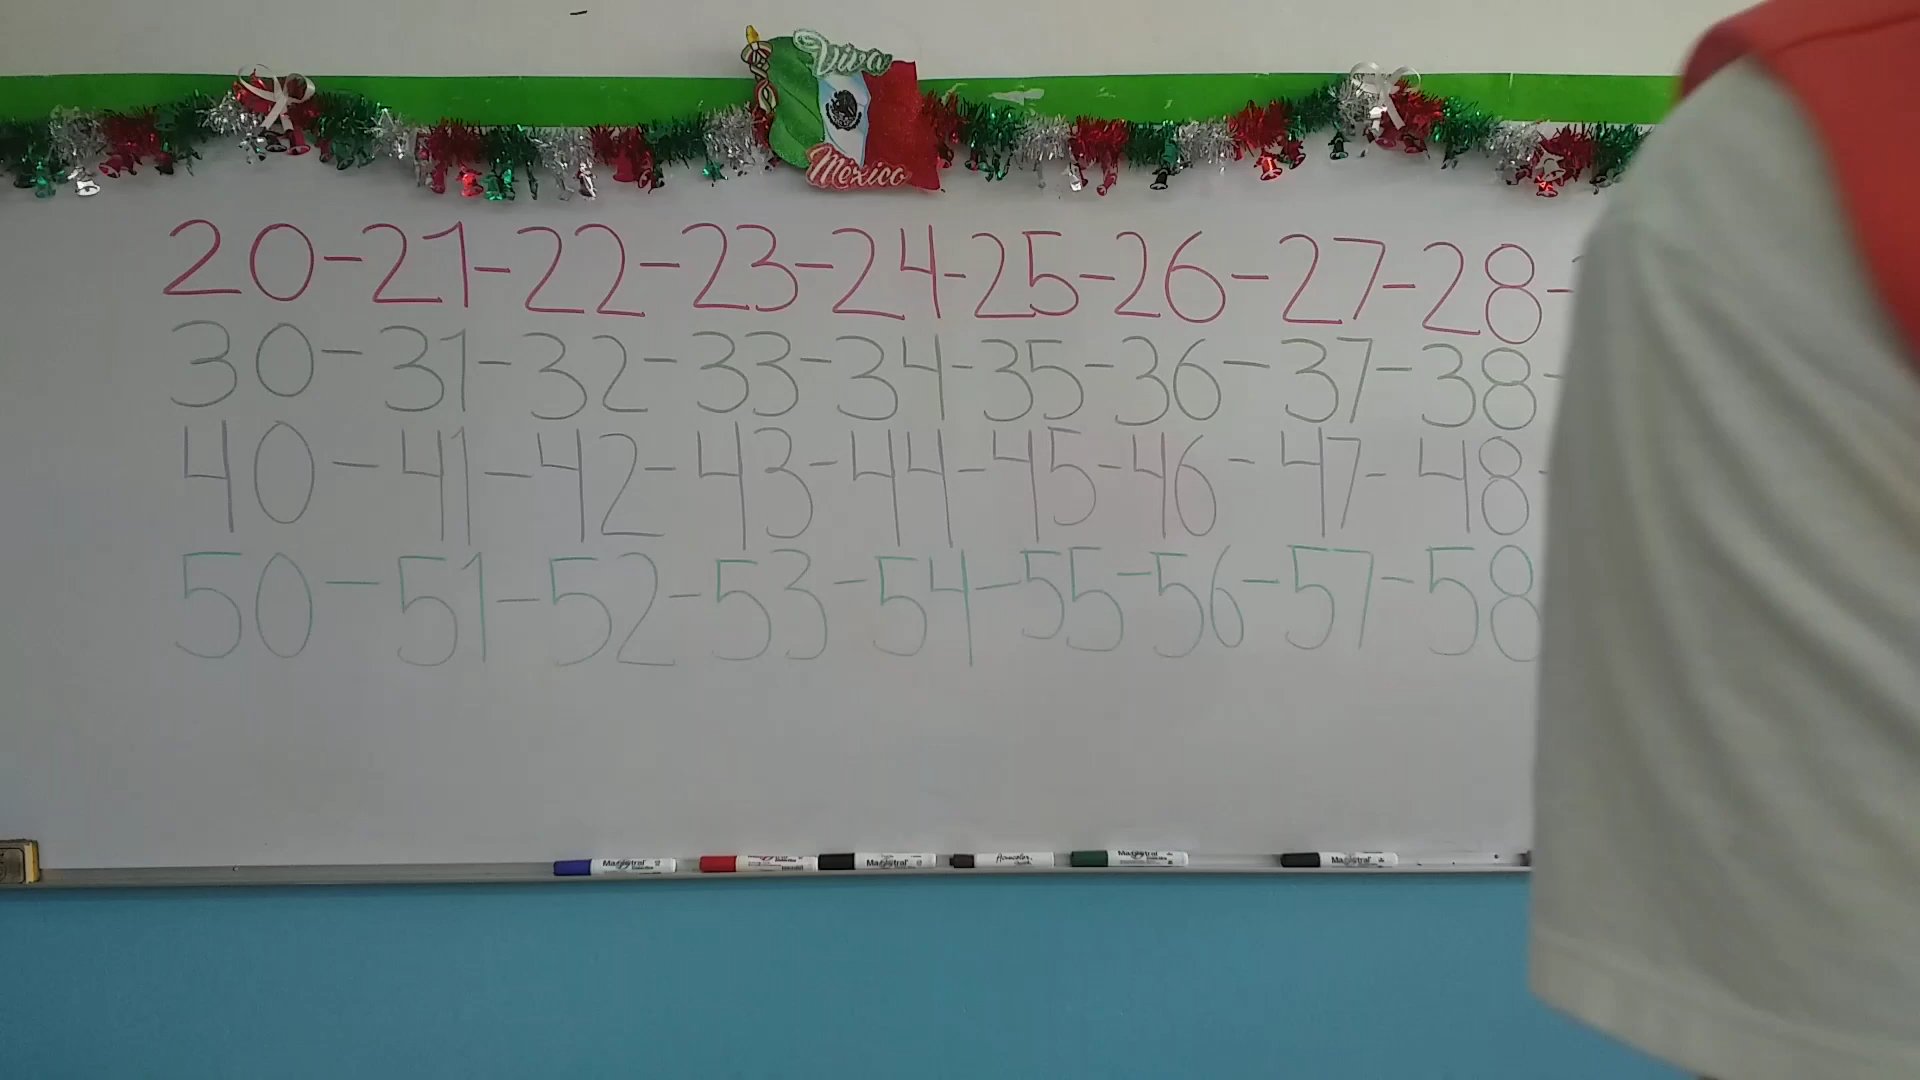 Viva
México
20-21-22-23-24-25-26-27-28-
30-31-32-33-34-35-36-37-38-
40-41-42-43-44-45-46-47-48-
50-51-52-53-54-55-56-57-58
Magistral
Magistral
Magistral
Magistral